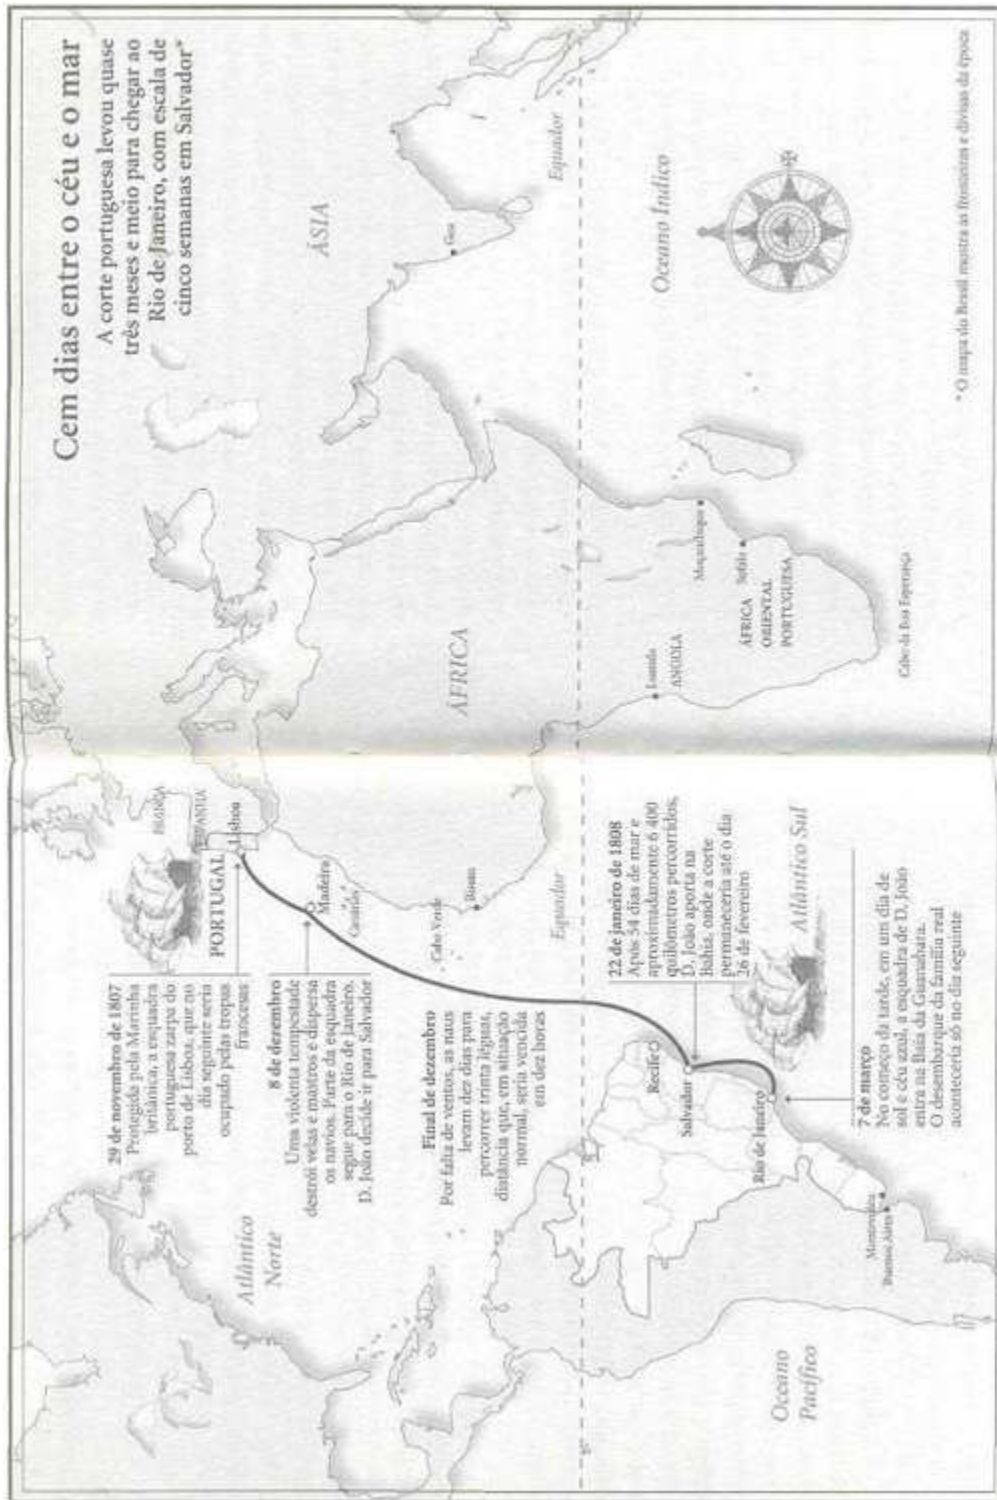 Cem dias entre o céu e o mar
A corte portuguesa levou quase
três meses e meio para chegar ao
Rio de Janeiro, com escala de
cinco semanas em Salvador*
29 de novembro de 1807
Protegida pela Marinha
britânica, a esquadra
portuguesa zarpa do
porto de Lisboa, que no
dia seguinte seria
ocupado pelas tropas
francesas
8 de dezembro
Uma violenta tempestade
destrói velas e mastros e dispersa
os navios. Parte da esquadra
segue para o Rio de Janeiro.
D. João decide ir para Salvador
Final de dezembro
Por falta de ventos, as naus
levam dez dias para
percorrer trinta léguas,
distância que, em situação
normal, seria vencida
em dez horas
22 de janeiro de 1808
Após 54 dias de mar e
aproximadamente 6 400
quilômetros percorridos,
D. João aporta na
Bahia, onde a corte
permaneceria até o dia
26 de fevereiro
7 de março
No começo da tarde, em um dia de
sol e céu azul, a esquadra de D. João
entra na Baía da Guanabara.
O desembarque da família real
aconteceria só no dia seguinte
FRANÇA
ESPANHA
PORTUGAL
Lisboa
Madeira
Canárias
Cabo Verde
Bissau
Equador
Atlântico
Norte
Atlântico Sul
Recife
Salvador
Rio de Janeiro
Montevidéu
Buenos Aires
Oceano
Pacífico
ÁFRICA
ÁSIA
Goa
Equador
Oceano Índico
Luanda
ANGOLA
Moçambique
Sofala
ÁFRICA
ORIENTAL
PORTUGUESA
Cabo da Boa Esperança
* O mapa do Brasil mostra as fronteiras e divisas da época